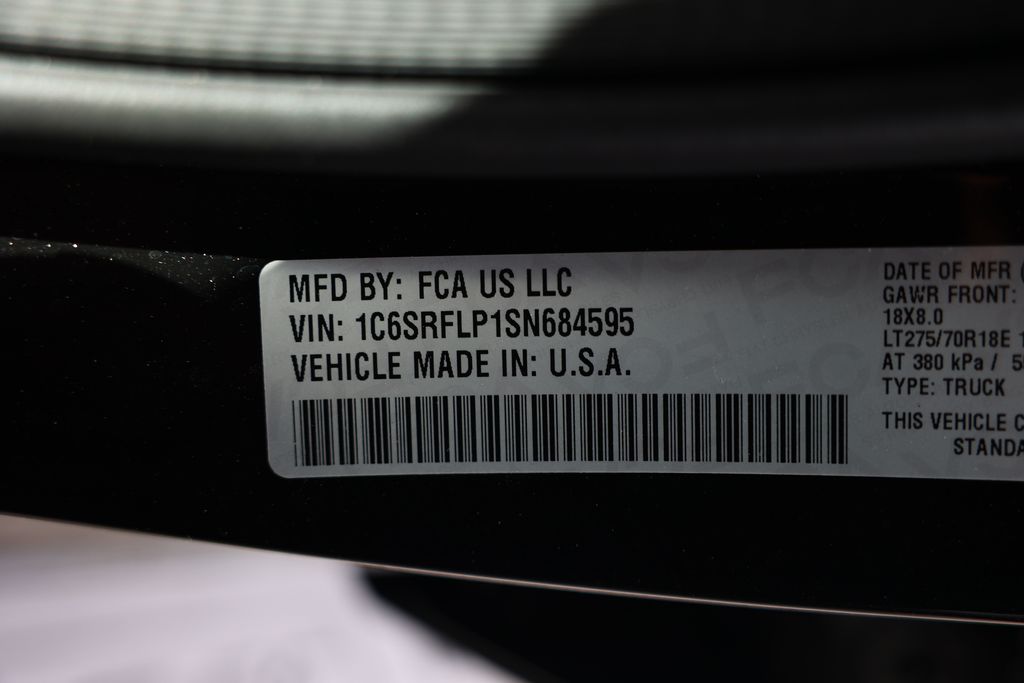 MFD BY: FCA US LLC
VIN: 1C6SRFLP1SN684595
VEHICLE MADE IN: U.S.A.
DATE OF MFR
GAWR FRONT:
18X8.0
LT275/70R18E
AT 380 kPa /
TYPE: TRUCK
THIS VEHICLE